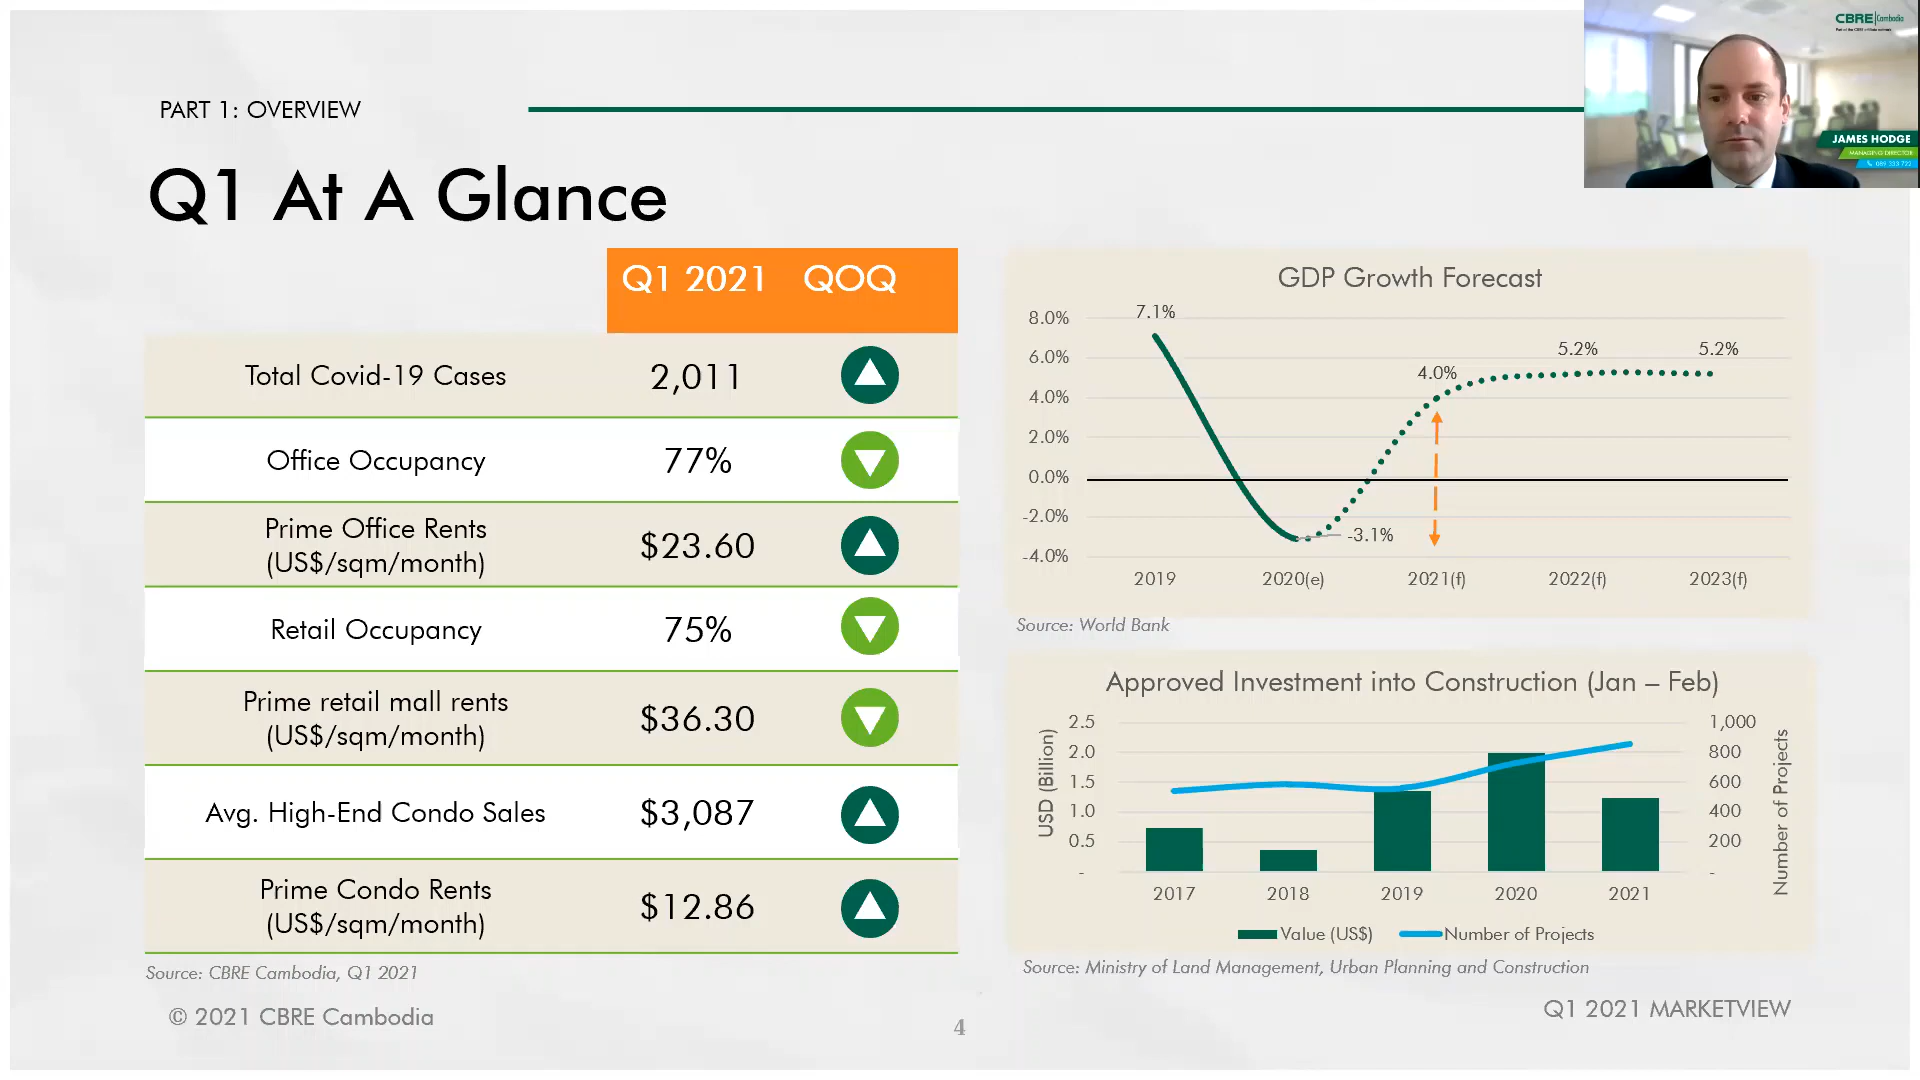 CBRE Cambodia
JAMES HODGE
MANAGING DIRECTOR
PART 1: OVERVIEW
Q1 At A Glance
Q1 2021 QOQ
Total Covid-19 Cases 2,011
Office Occupancy 77%
Prime Office Rents
(US$/sqm/month)
$23.60
Retail Occupancy 75%
Prime retail mall rents
(US$/sqm/month)
$36.30
Avg. High-End Condo Sales $3,087
Prime Condo Rents
(US$/sqm/month)
$12.86
Source: CBRE Cambodia, Q1 2021
GDP Growth Forecast
8.0%
6.0%
4.0%
2.0%
0.0%
-2.0%
-4.0%
7.1%
-3.1%
4.0%
5.2%
5.2%
2019 2020(e) 2021(f) 2022(f) 2023(f)
Source: World Bank
Approved Investment into Construction (Jan – Feb)
USD (Billion)
2.5
2.0
1.5
1.0
0.5
-
1,000
800
600
400
200
-
Number of Projects
2017 2018 2019 2020 2021
Value (US$) Number of Projects
Source: Ministry of Land Management, Urban Planning and Construction
© 2021 CBRE Cambodia
4
Q1 2021 MARKETVIEW